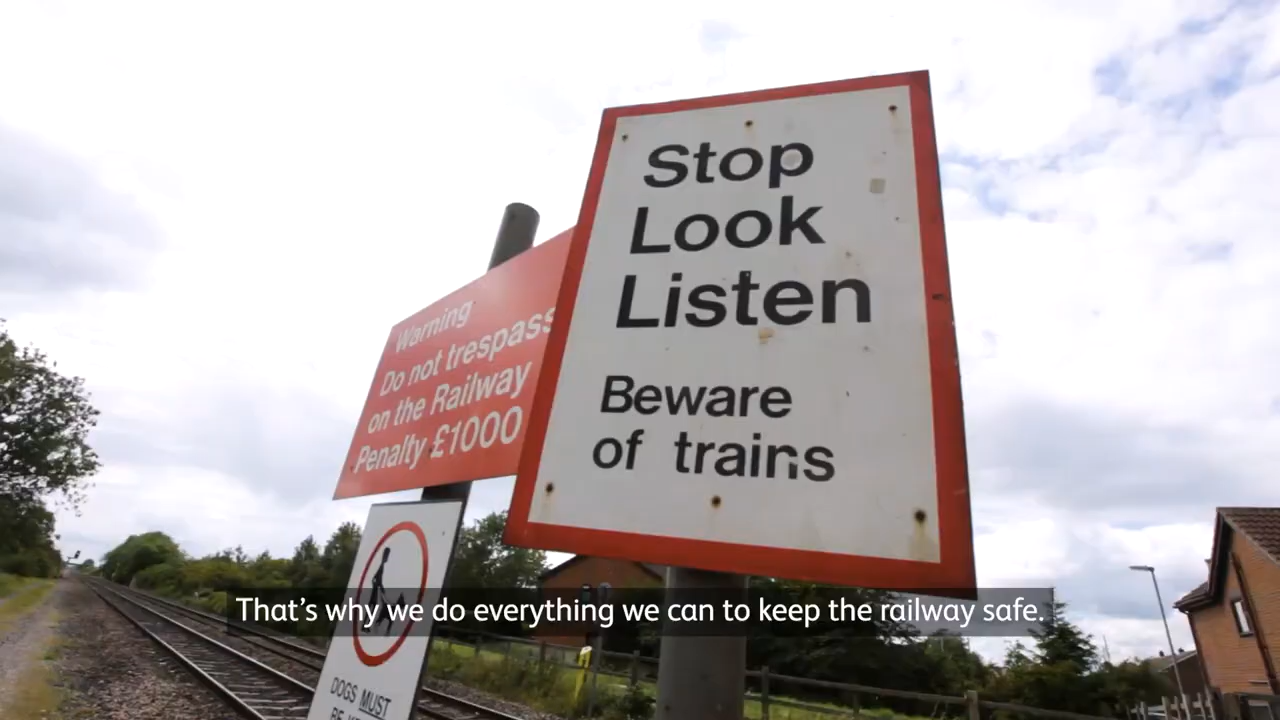 Stop
Look
Listen
Beware
of trains
Warning
Do not trespass
on the Railway
Penalty £1000
DOGS MUST
That's why we do everything we can to keep the railway safe.